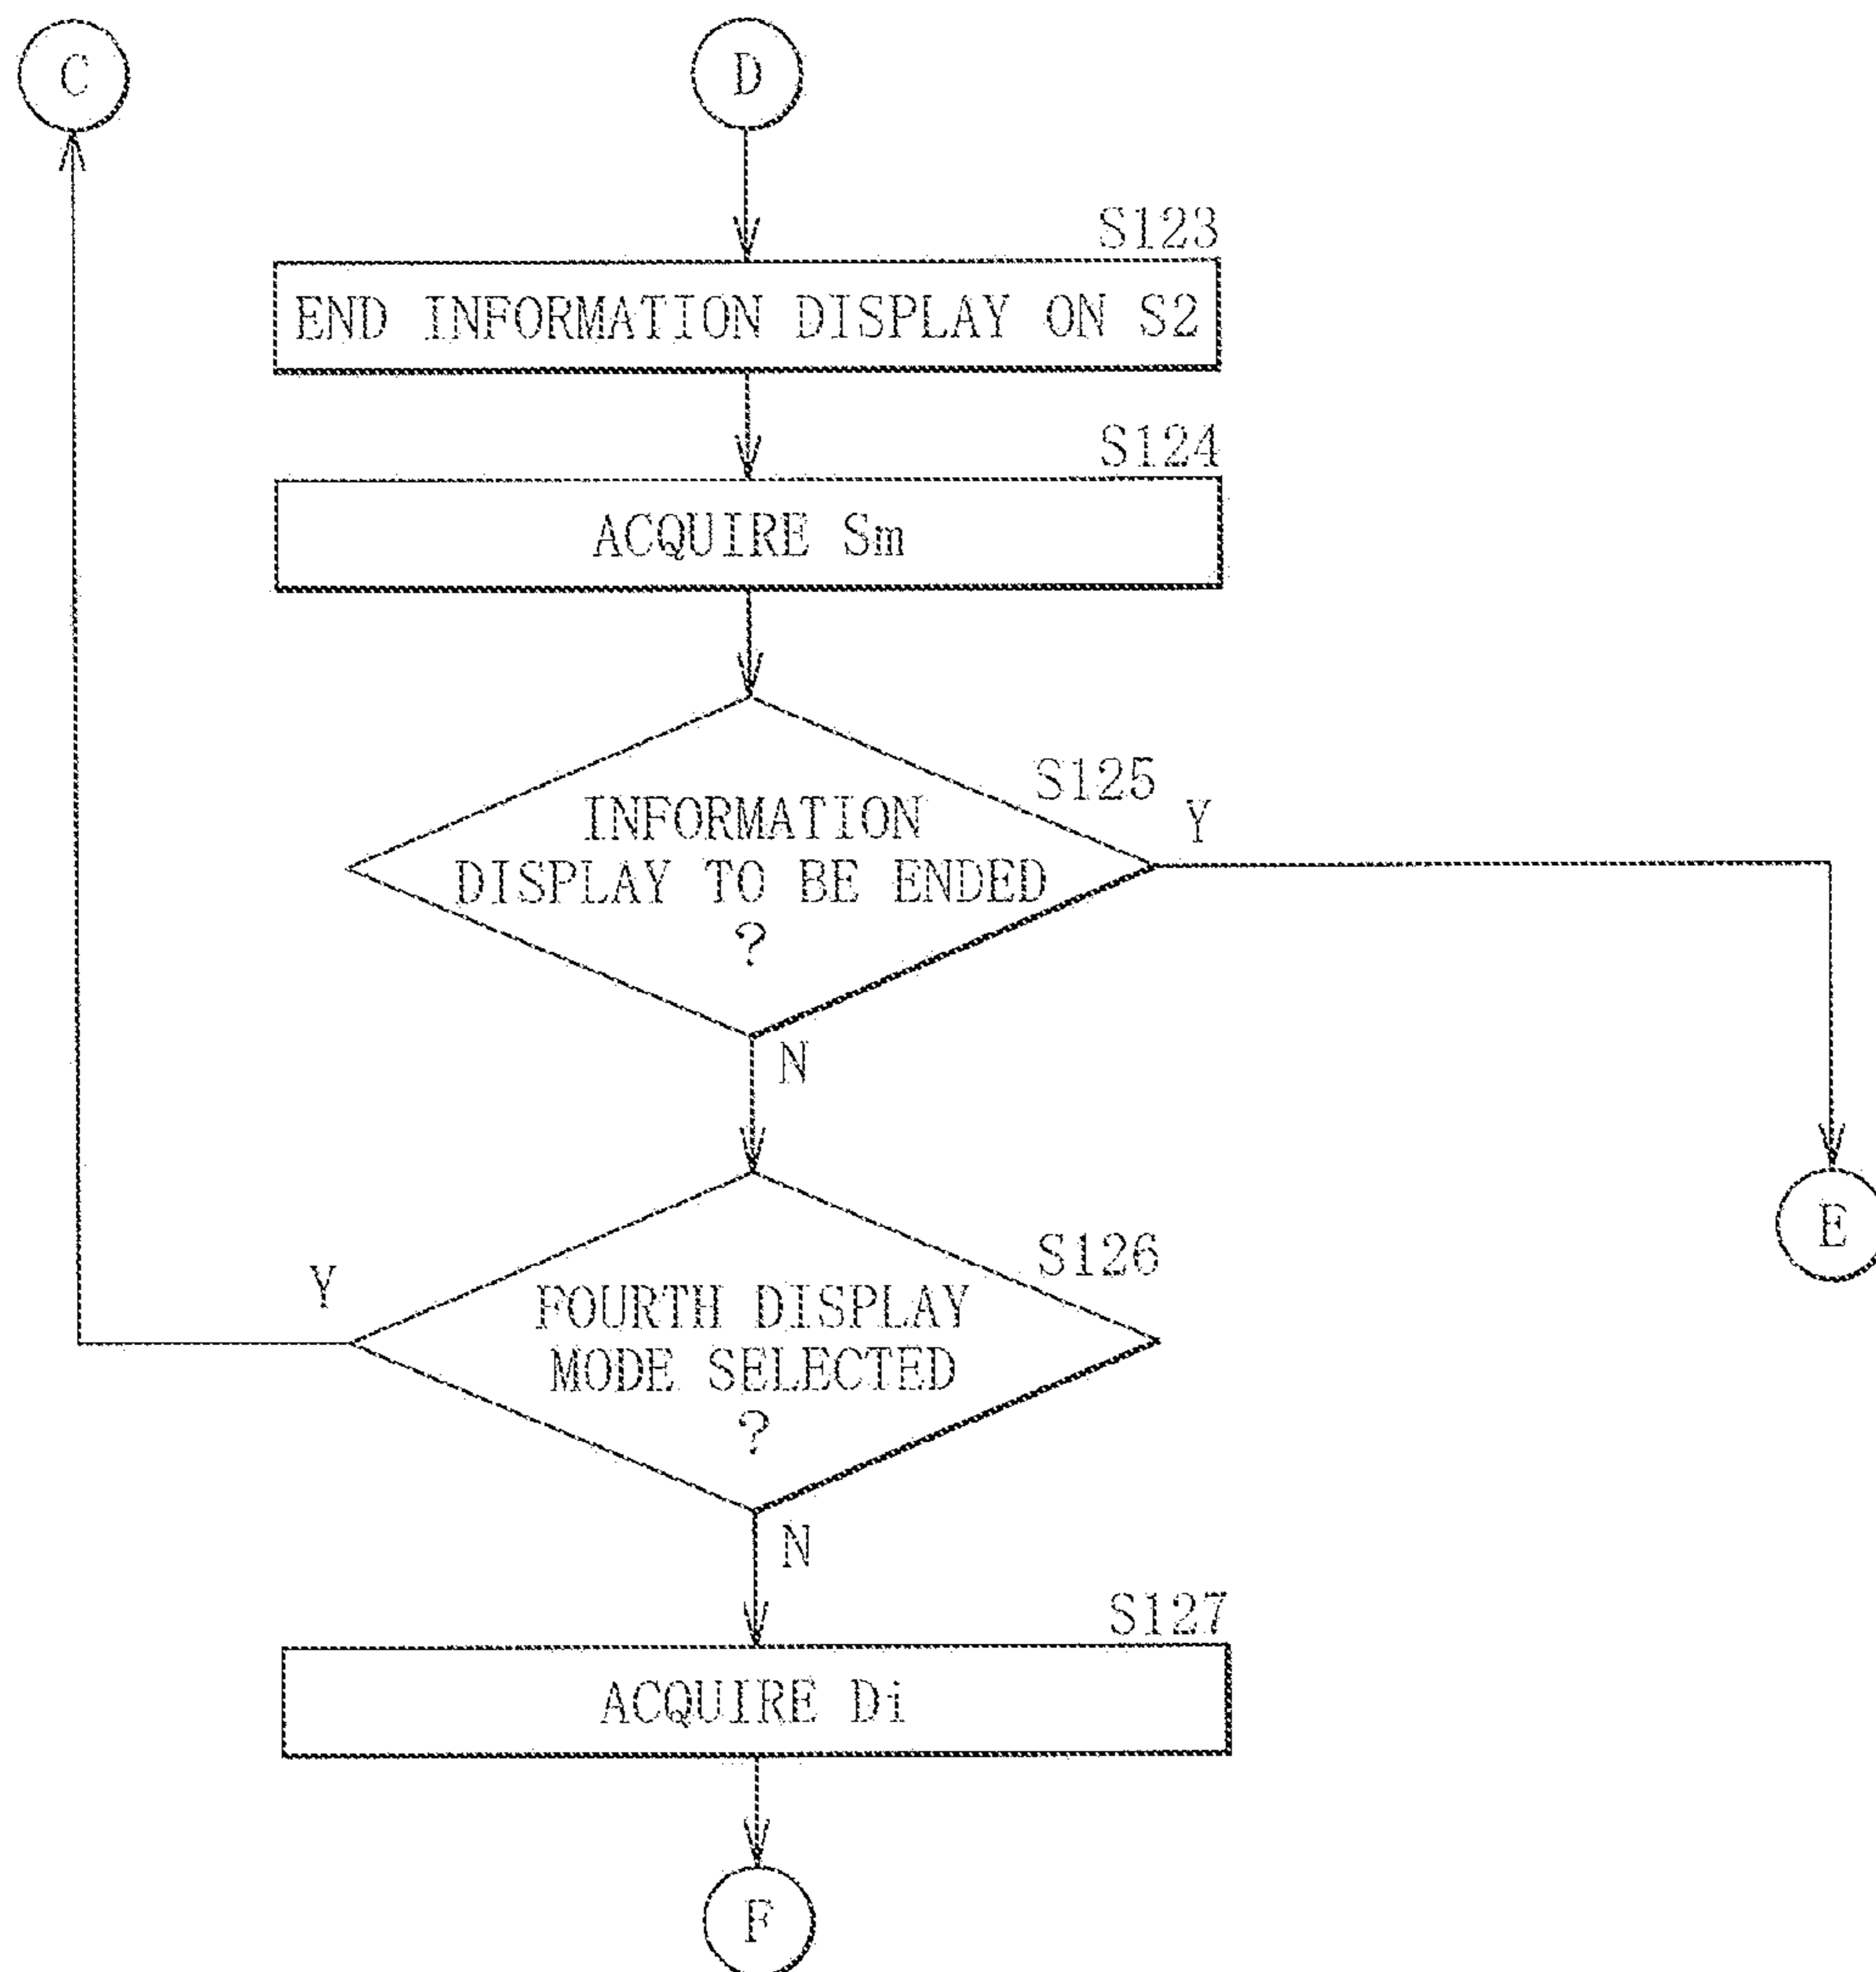 C
D
S123
END INFORMATION DISPLAY ON S2
S124
ACQUIRE Sm
S125
Y
INFORMATION
DISPLAY TO BE ENDED
?
N
E
S126
Y
FOURTH DISPLAY
MODE SELECTED
?
N
S127
ACQUIRE Di
F